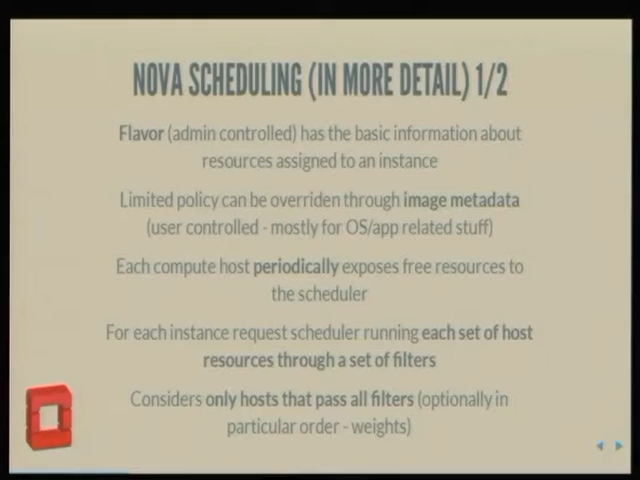 NOVA SCHEDULING (IN MORE DETAIL) 1/2
Flavor (admin controlled) has the basic information about
resources assigned to an instance
Limited policy can be overriden through image metadata
(user controlled - mostly for OS/app related stuff)
Each compute host periodically exposes free resources to
the scheduler
For each instance request scheduler running each set of host
resources through a set of filters
Considers only hosts that pass all filters (optionally in
particular order - weights)